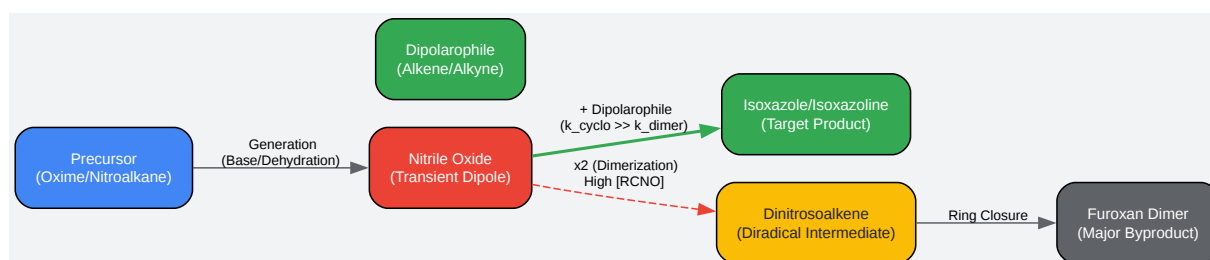 Dipolarophile
(Alkene/Alkyne)
Precursor
(Oxime/Nitroalkane)
Generation
(Base/Dehydration)
Nitrile Oxide
(Transient Dipole)
+ Dipolarophile
(k_cyclo >> k_dimer)
Isoxazole/Isoxazoline
(Target Product)
x2 (Dimerization)
High [RCNO]
Dinitrosoalkene
(Diradical Intermediate)
Ring Closure
Furoxan Dimer
(Major Byproduct)